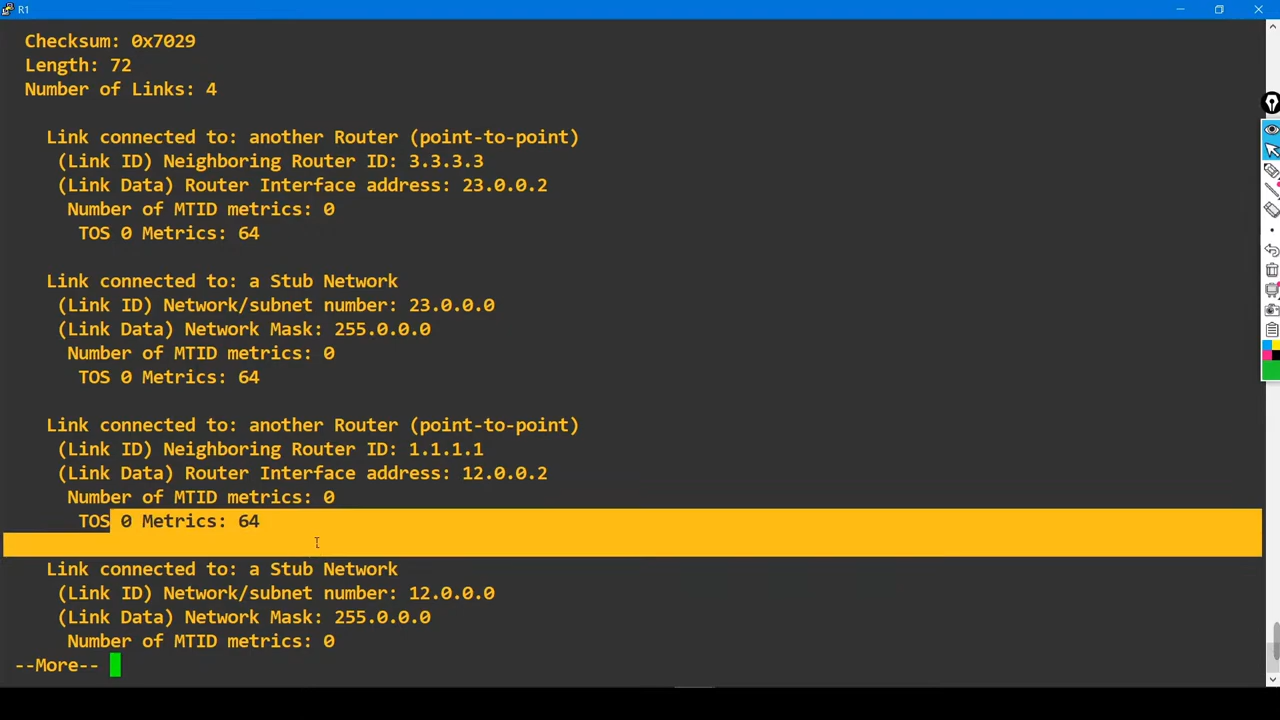 R1
Checksum: 0x7029
Length: 72
Number of Links: 4
Link connected to: another Router (point-to-point)
(Link ID) Neighboring Router ID: 3.3.3.3
(Link Data) Router Interface address: 23.0.0.2
Number of MTID metrics: 0
TOS 0 Metrics: 64
Link connected to: a Stub Network
(Link ID) Network/subnet number: 23.0.0.0
(Link Data) Network Mask: 255.0.0.0
Number of MTID metrics: 0
TOS 0 Metrics: 64
Link connected to: another Router (point-to-point)
(Link ID) Neighboring Router ID: 1.1.1.1
(Link Data) Router Interface address: 12.0.0.2
Number of MTID metrics: 0
TOS 0 Metrics: 64
Link connected to: a Stub Network
(Link ID) Network/subnet number: 12.0.0.0
(Link Data) Network Mask: 255.0.0.0
Number of MTID metrics: 0
--More--